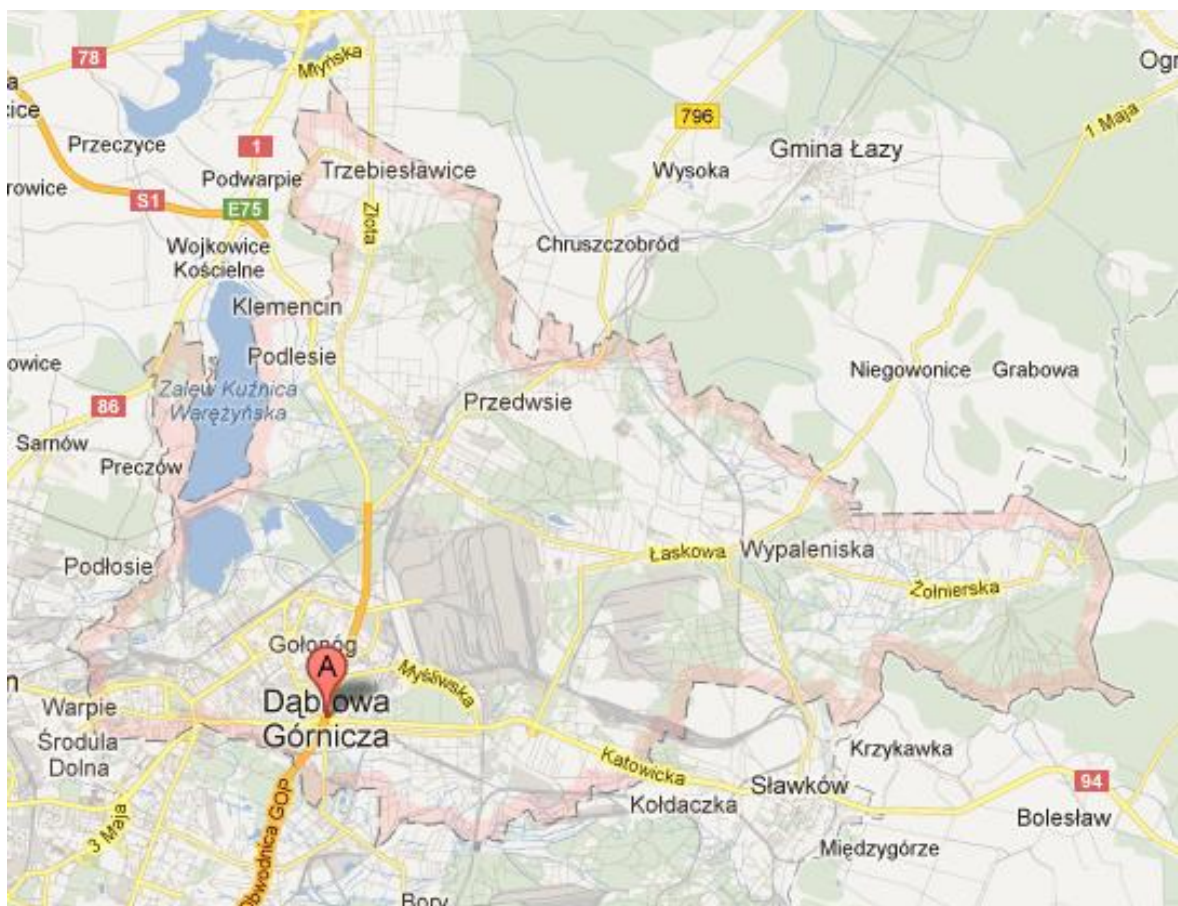 78
Młyńska
Ogr
a
cice
796
1 Maja
Przeczyce
1
Gmina Łazy
Podwarpie
Trzebiesławice
Wysoka
rowice
S1
E75
Złota
Wojkowice
Kościelne
Chruszczobród
Klemencin
Podlesie
owice
Zalew Kuźnica
Warężyńska
Niegowonice
Grabowa
86
Przedwsie
Sarnów
Preczów
Łaskowa
Wypaleniska
Podłosie
Żołnierska
Gołonóg
A
Myśliwska
n
Warpie
Dąbrowa
Górnicza
Środula
Dolna
Katowicka
Krzykawka
Sławków
94
Kołdaczka
Bolesław
3 Maja
Obwodnica GOP
Międzygórze
Bory